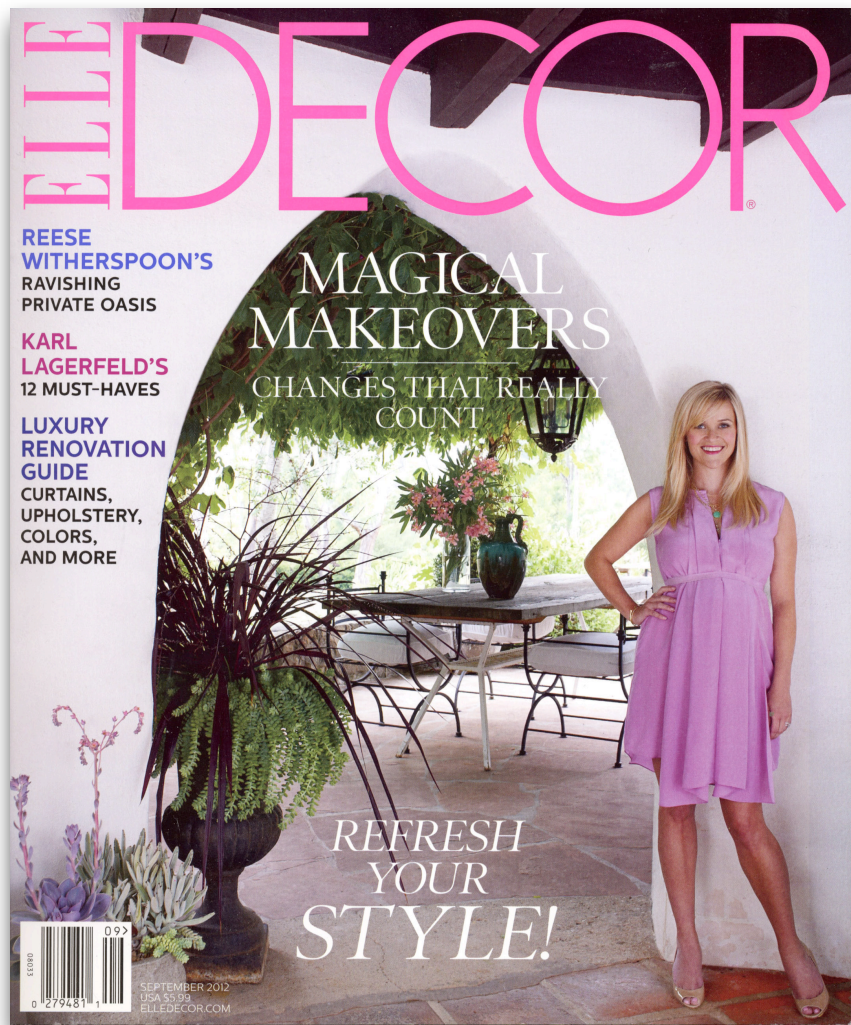 ELLE DECOR®
REESE
WITHERSPOON'S
RAVISHING
PRIVATE OASIS
KARL
LAGERFELD'S
12 MUST-HAVES
LUXURY
RENOVATION
GUIDE
CURTAINS,
UPHOLSTERY,
COLORS,
AND MORE
MAGICAL
MAKEOVERS
CHANGES THAT REALLY
COUNT
REFRESH
YOUR
STYLE!
09>
08033
0 279481 1
SEPTEMBER 2012
USA $5.99
ELLEDECOR.COM